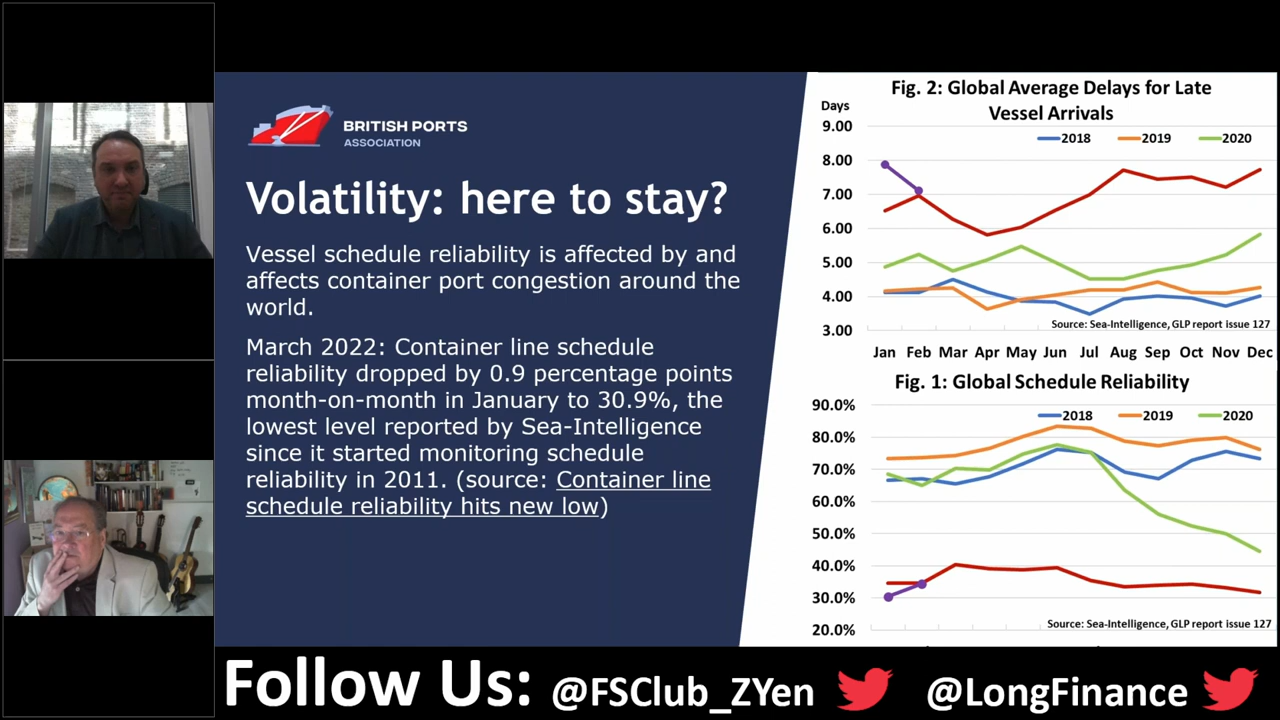 BRITISH PORTS
ASSOCIATION
Volatility: here to stay?
Vessel schedule reliability is affected by and
affects container port congestion around the
world.
March 2022: Container line schedule
reliability dropped by 0.9 percentage points
month-on-month in January to 30.9%, the
lowest level reported by Sea-Intelligence
since it started monitoring schedule
reliability in 2011. (source: Container line
schedule reliability hits new low)
Fig. 2: Global Average Delays for Late
Vessel Arrivals
Days
9.00
2018 2019 2020
8.00
7.00
6.00
5.00
4.00
3.00
Source: Sea-Intelligence, GLP report issue 127
Jan Feb Mar Apr May Jun Jul Aug Sep Oct Nov Dec
Fig. 1: Global Schedule Reliability
90.0%
2018 2019 2020
80.0%
70.0%
60.0%
50.0%
40.0%
30.0%
20.0%
Source: Sea-Intelligence, GLP report issue 127
Follow Us: @FSClub_ZYen @LongFinance